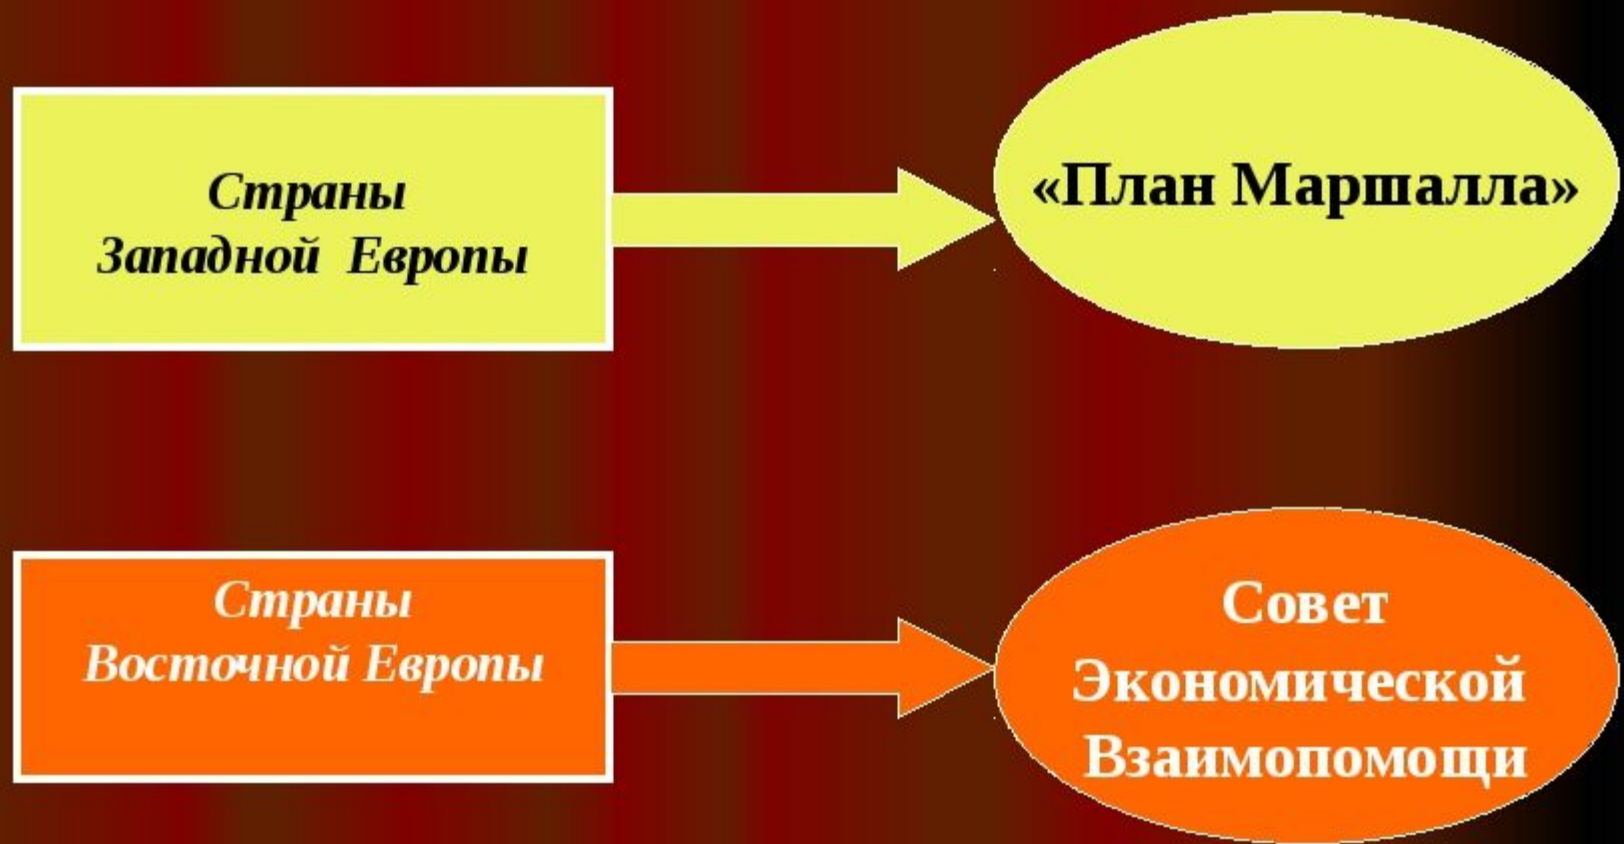 Страны
Западной Европы
«План Маршалла»
Страны
Восточной Европы
Совет
Экономической
Взаимопомощи